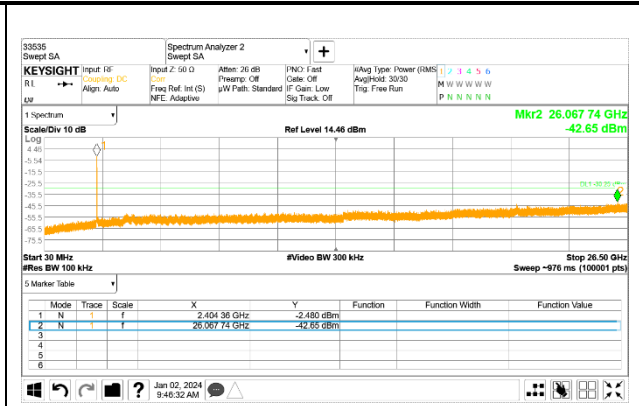 33535
Swept SA
Spectrum Analyzer 2
Swept SA
+
KEYSIGHT
RL
Input: RF
Coupling: DC
Align: Auto
Input Z: 50 Ω
Corr
Freq Ref: Int (S)
NFE: Adaptive
Atten: 26 dB
Preamp: Off
µW Path: Standard
PNO: Fast
Gate: Off
IF Gain: Low
Sig Track: Off
#Avg Type: Power (RMS
Avg|Hold: 30/30
Trig: Free Run
1 2 3 4 5 6
M W W W W W
P N N N N N
1 Spectrum
Scale/Div 10 dB
Log
Ref Level 14.46 dBm
Mkr2 26.067 74 GHz
-42.65 dBm
4.46
-5.54
-15.5
-25.5
-35.5
-45.5
-55.5
-65.5
-75.5
1
2
Start 30 MHz
#Res BW 100 kHz
#Video BW 300 kHz
Stop 26.50 GHz
Sweep ~976 ms (100001 pts)
5 Marker Table
Mode Trace Scale X Y Function Function Width Function Value
1 N 1 f 2.404 36 GHz -2.480 dBm
2 N 1 f 26.067 74 GHz -42.65 dBm
3
4
5
6
?
Jan 02, 2024
9:46:32 AM